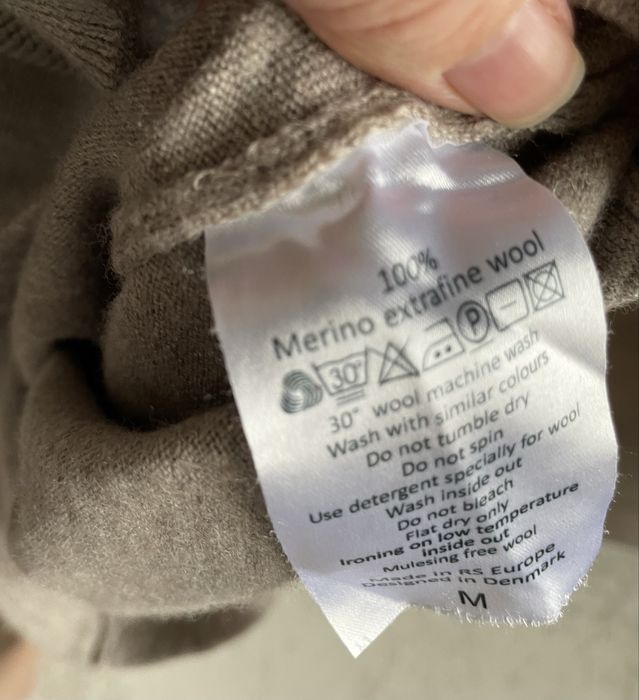 100%
Merino extrafine wool
30° P
30° wool machine wash
Wash with similar colours
Do not tumble dry
Do not spin
Use detergent specially for wool
Wash inside out
Do not bleach
Flat dry only
Ironing on low temperature
inside out
Mulesing free wool
Made in RS Europe
Designed in Denmark
M